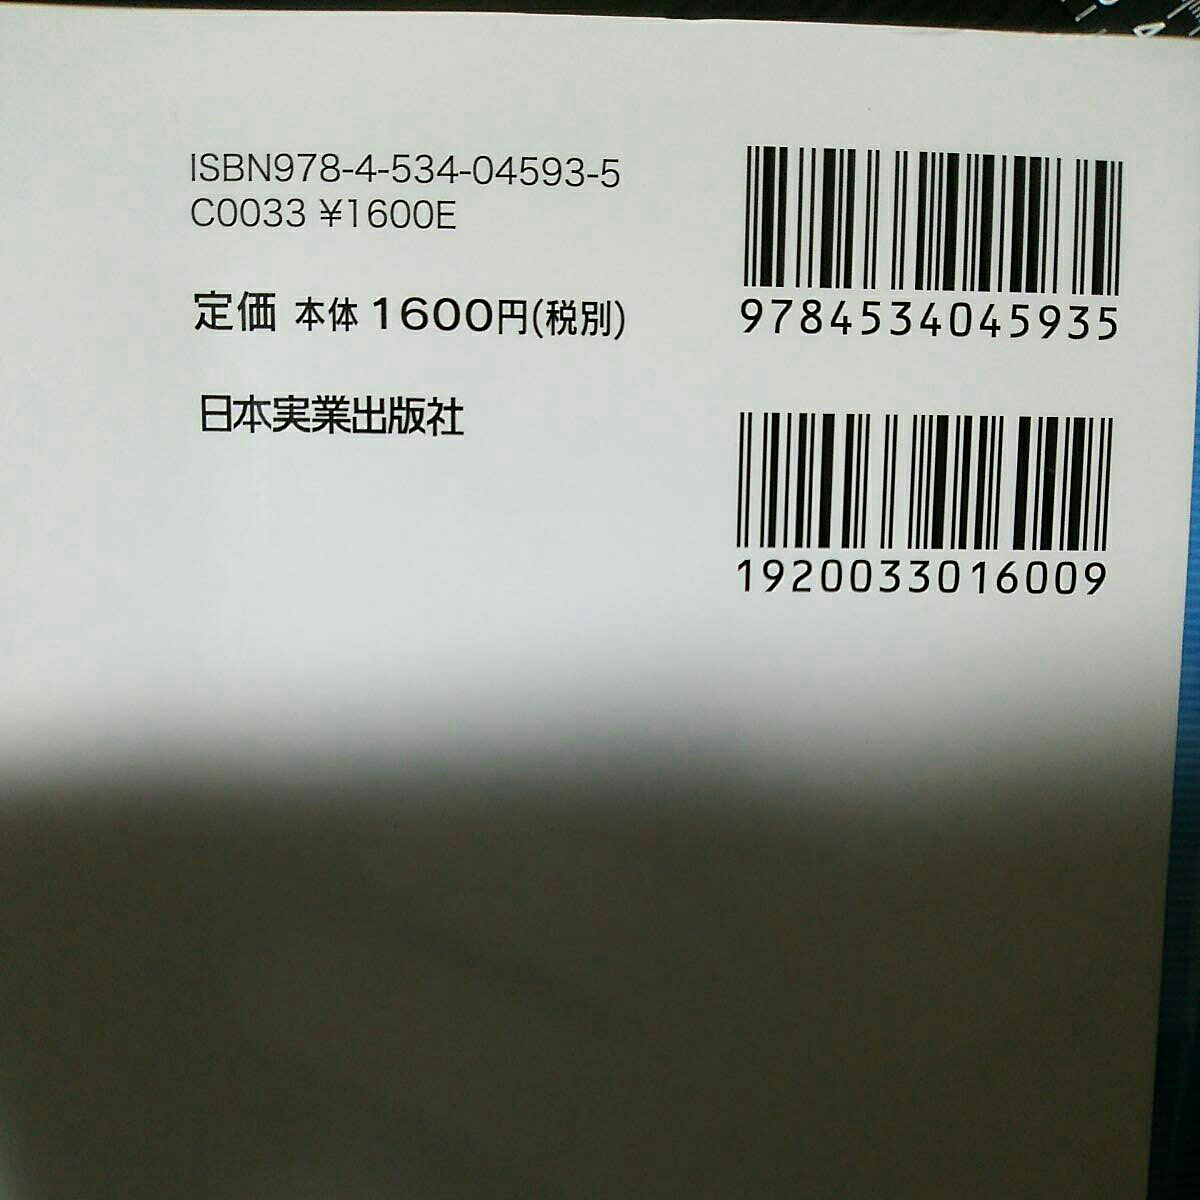 ISBN978-4-534-04593-5
C0033 ¥1600E
定価 本体 1600円(税別)
日本実業出版社
9784534045935
1920033016009